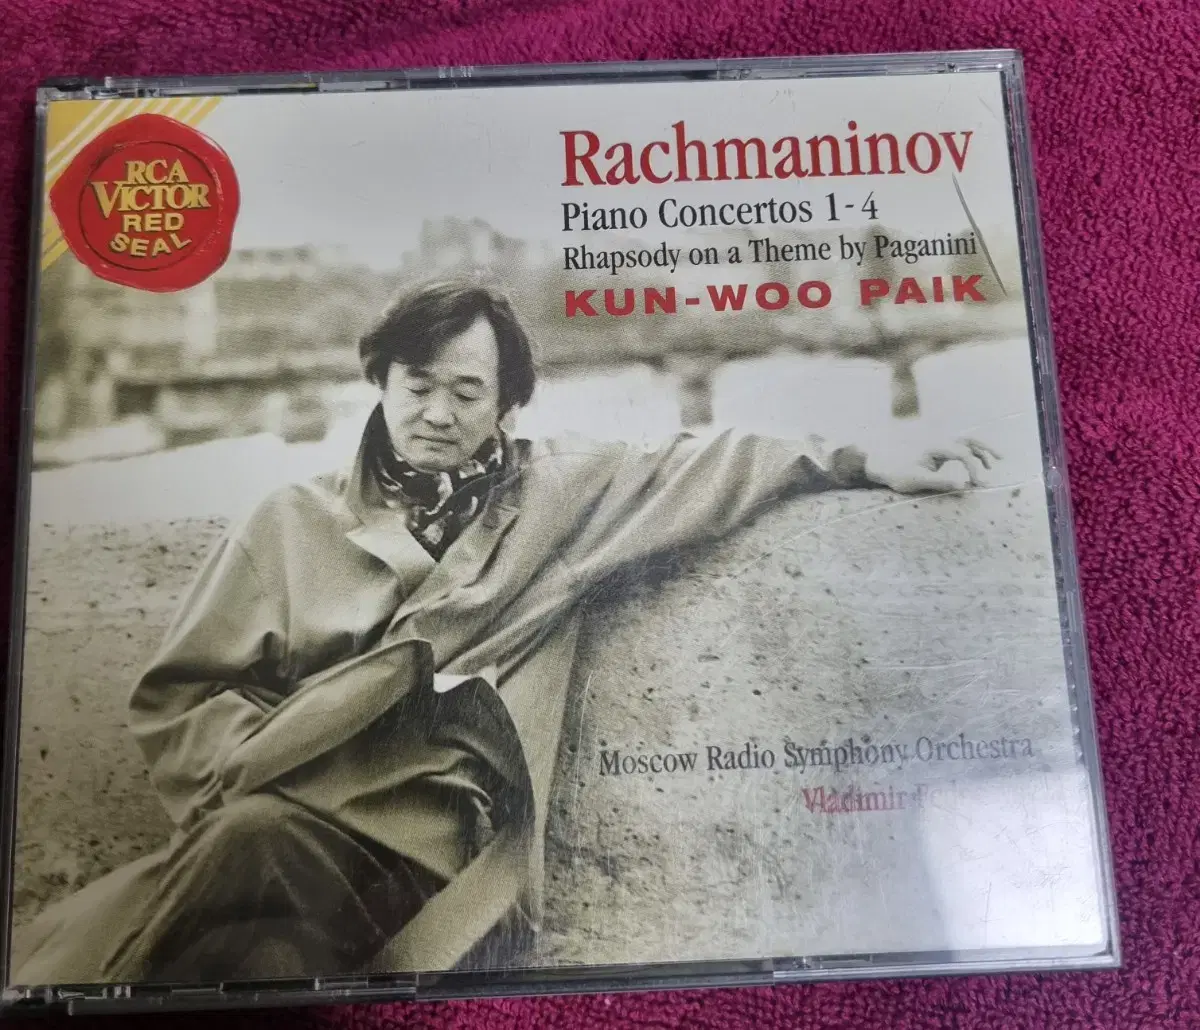 RCA
VICTOR
RED
SEAL
Rachmaninov
Piano Concertos 1-4
Rhapsody on a Theme by Paganini
KUN-WOO PAIK
Moscow Radio Symphony Orchestra
Vladimir